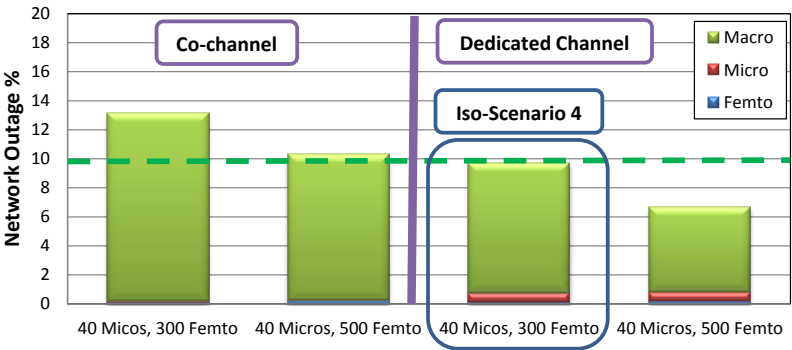 20
18
16
14
12
10
8
6
4
2
0
Network Outage %
Co-channel
Dedicated Channel
Iso-Scenario 4
Macro
Micro
Femto
40 Micos, 300 Femto
40 Micros, 500 Femto
40 Micos, 300 Femto
40 Micros, 500 Femto